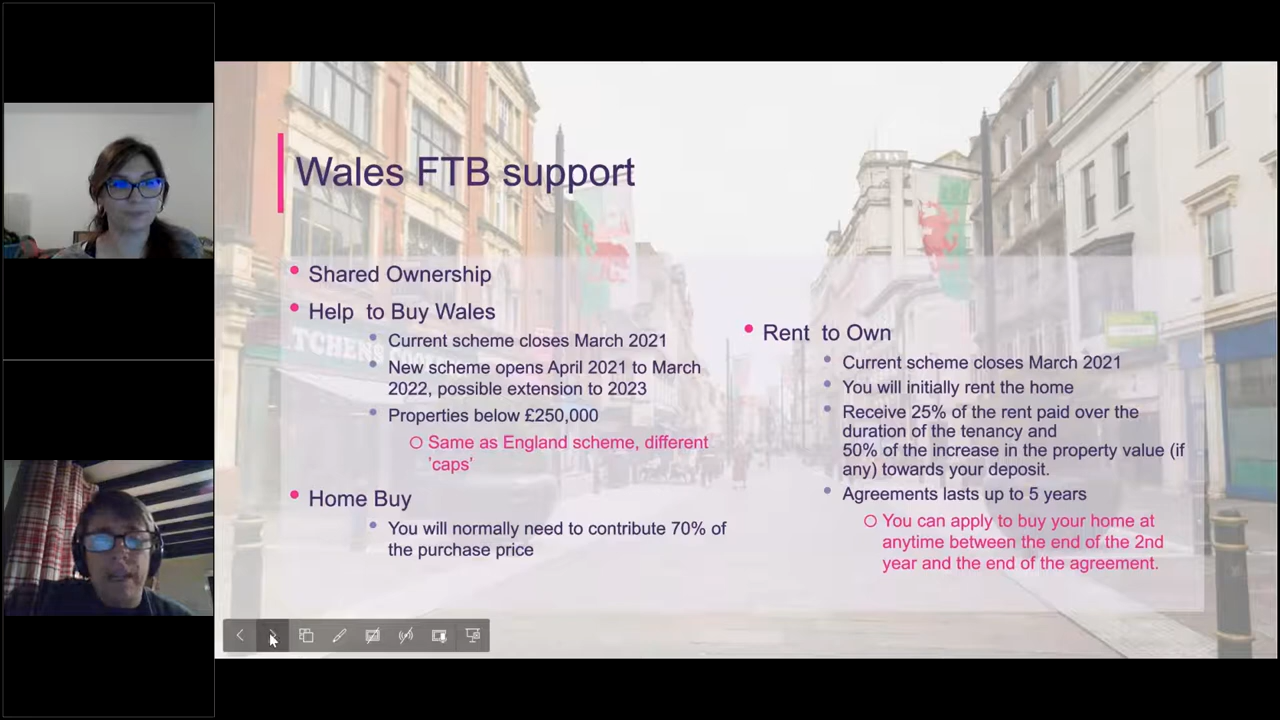 Wales FTB support
Shared Ownership
Help  to Buy Wales
Current scheme closes March 2021
New scheme opens April 2021 to March
2022, possible extension to 2023
Properties below £250,000
Same as England scheme, different
'caps'
Home Buy
You will normally need to contribute 70% of
the purchase price
Rent  to Own
Current scheme closes March 2021
You will initially rent the home
Receive 25% of the rent paid over the
duration of the tenancy and
50% of the increase in the property value (if
any) towards your deposit.
Agreements lasts up to 5 years
You can apply to buy your home at
anytime between the end of the 2nd
year and the end of the agreement.